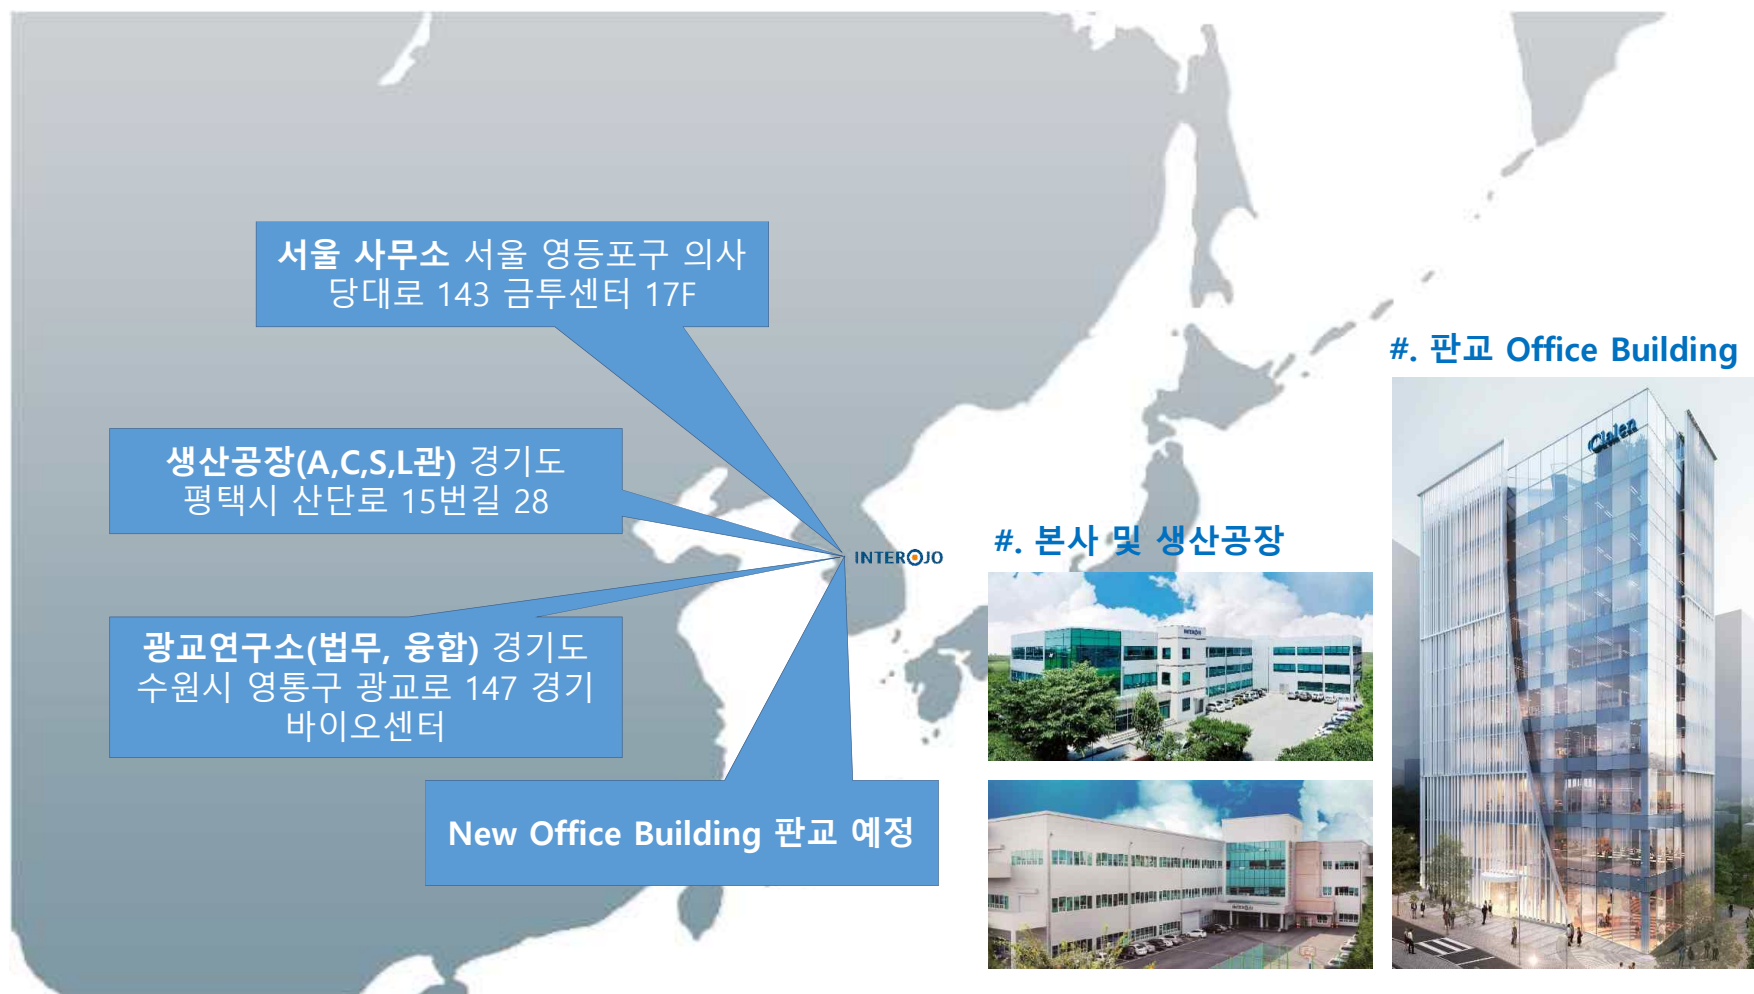 서울 사무소 서울 영등포구 의사
당대로 143 금투센터 17F
생산공장(A,C,S,L관) 경기도
평택시 산단로 15번길 28
INTEROJO
광교연구소(법무, 융합) 경기도
수원시 영통구 광교로 147 경기
바이오센터
New Office Building 판교 예정
#. 본사 및 생산공장
INTEROJO
INTEROJO
#. 판교 Office Building
Clalen